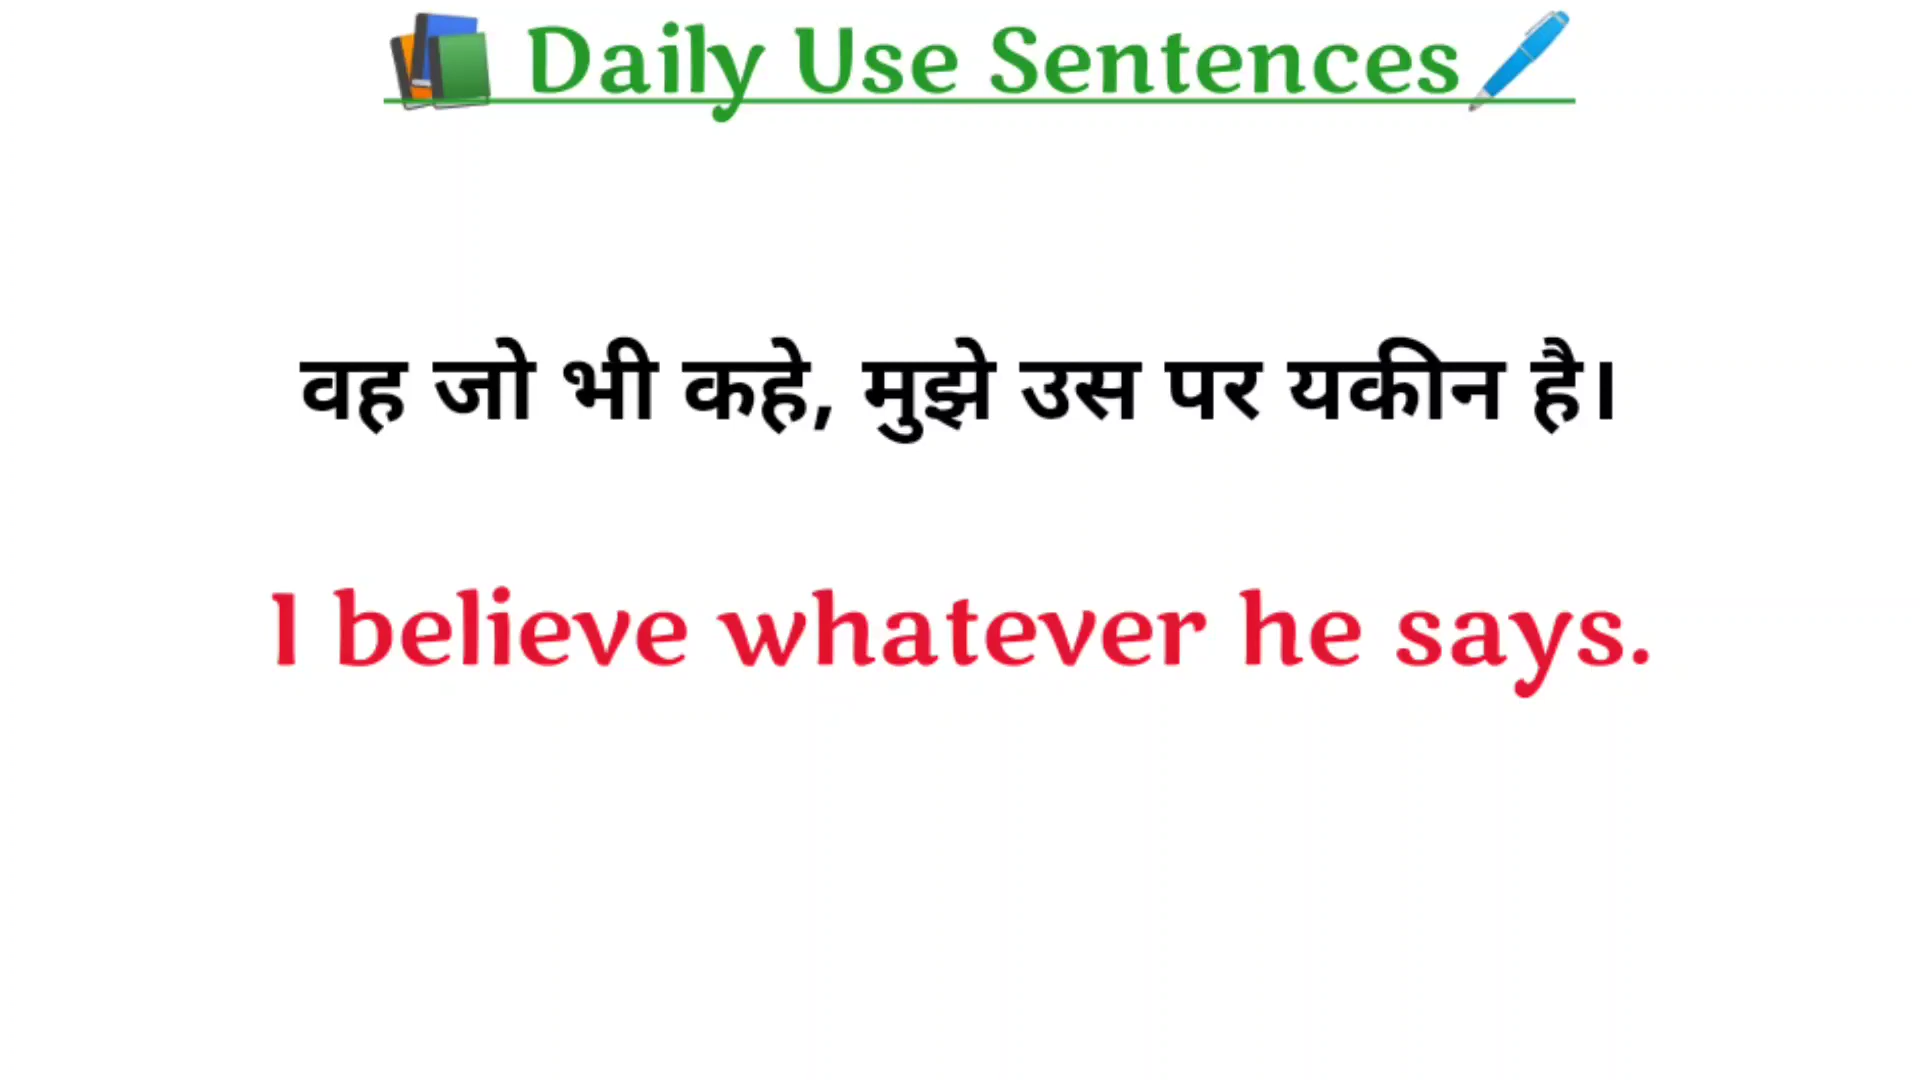 Daily Use Sentences
वह जो भी कहे, मुझे उस पर यकीन है।
I believe whatever he says.